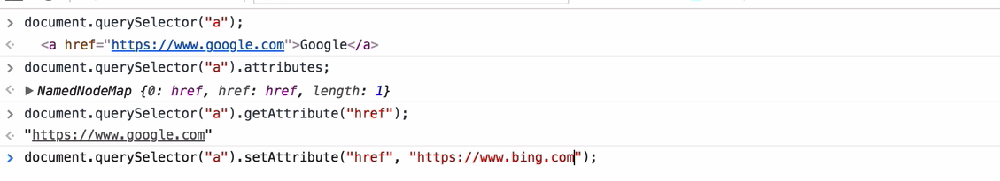 document.querySelector("a");
<a href="https://www.google.com">Google</a>
document.querySelector("a").attributes;
NamedNodeMap {0: href, href: href, length: 1}
document.querySelector("a").getAttribute("href");
"https://www.google.com"
document.querySelector("a").setAttribute("href", "https://www.bing.com");